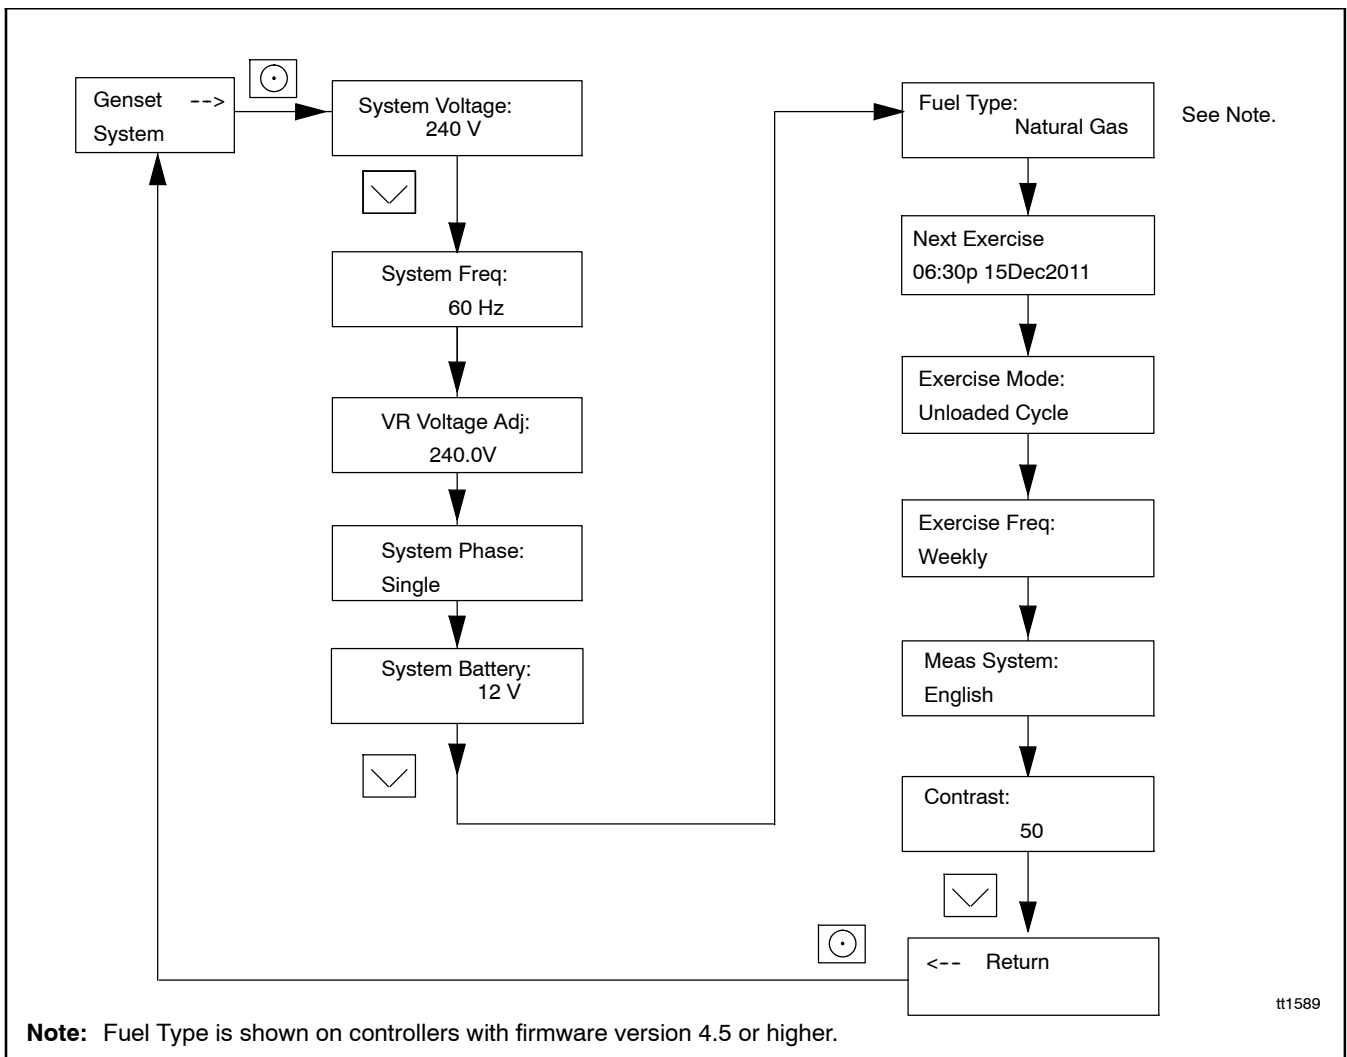 Genset -->
System
System Voltage:
240 V
System Freq:
60 Hz
VR Voltage Adj:
240.0V
System Phase:
Single
System Battery:
12 V
Fuel Type:
Natural Gas
See Note.
Next Exercise
06:30p 15Dec2011
Exercise Mode:
Unloaded Cycle
Exercise Freq:
Weekly
Meas System:
English
Contrast:
50
<-- Return
tt1589
Note: Fuel Type is shown on controllers with firmware version 4.5 or higher.